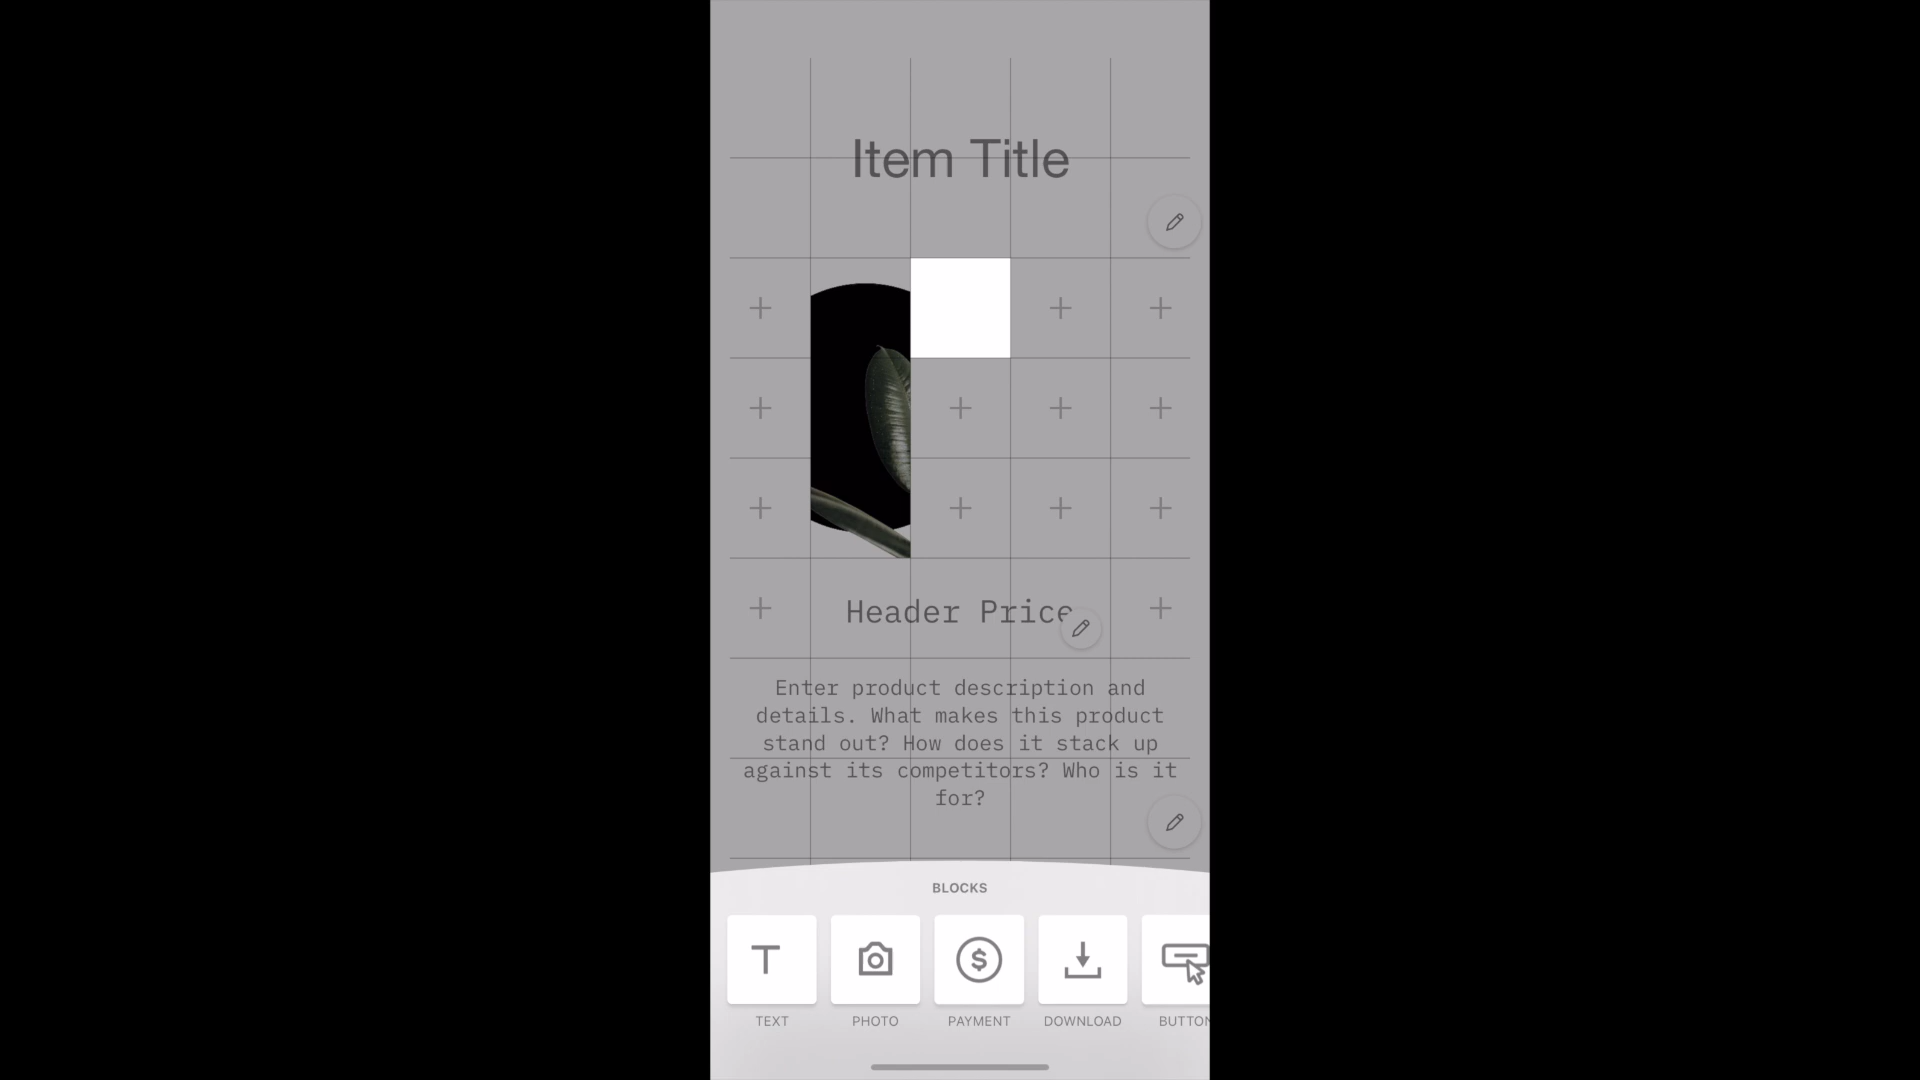 Item Title
Header Price
Enter product description and
details. What makes this product
stand out? How does it stack up
against its competitors? Who is it
for?
BLOCKS
TEXT
PHOTO
PAYMENT
DOWNLOAD
BUTTON